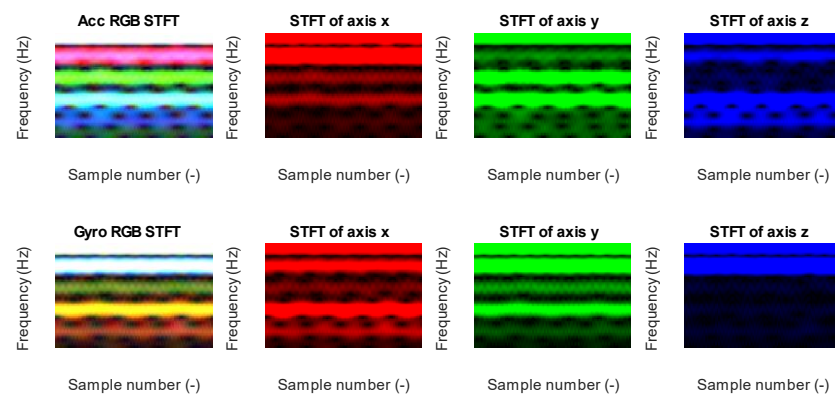 Acc RGB STFT
STFT of axis x
STFT of axis y
STFT of axis z
Frequency (Hz)
Frequency (Hz)
Frequency (Hz)
Frequency (Hz)
Sample number (-)
Sample number (-)
Sample number (-)
Sample number (-)
Gyro RGB STFT
STFT of axis x
STFT of axis y
STFT of axis z
Frequency (Hz)
Frequency (Hz)
Frequency (Hz)
Frequency (Hz)
Sample number (-)
Sample number (-)
Sample number (-)
Sample number (-)